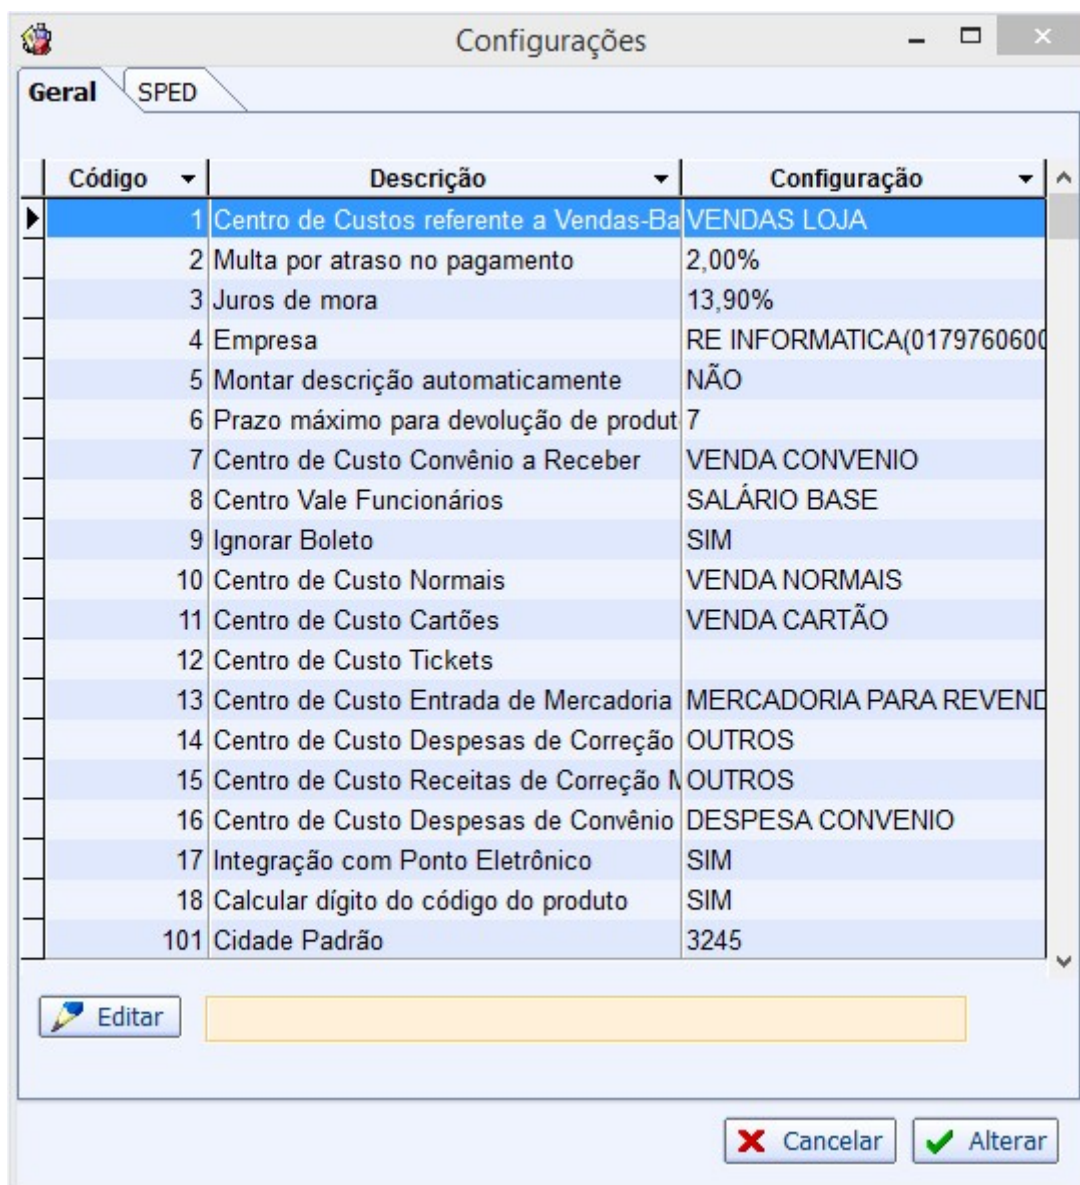 Configurações
Geral SPED
Código Descrição Configuração
1 Centro de Custos referente a Vendas-Ba VENDAS LOJA
2 Multa por atraso no pagamento 2,00%
3 Juros de mora 13,90%
4 Empresa RE INFORMATICA(0179760600
5 Montar descrição automaticamente NÃO
6 Prazo máximo para devolução de produt 7
7 Centro de Custo Convênio a Receber VENDA CONVENIO
8 Centro Vale Funcionários SALÁRIO BASE
9 Ignorar Boleto SIM
10 Centro de Custo Normais VENDA NORMAIS
11 Centro de Custo Cartões VENDA CARTÃO
12 Centro de Custo Tickets
13 Centro de Custo Entrada de Mercadoria MERCADORIA PARA REVEND
14 Centro de Custo Despesas de Correção OUTROS
15 Centro de Custo Receitas de Correção M OUTROS
16 Centro de Custo Despesas de Convênio DESPESA CONVENIO
17 Integração com Ponto Eletrônico SIM
18 Calcular dígito do código do produto SIM
101 Cidade Padrão 3245
Editar
Cancelar Alterar